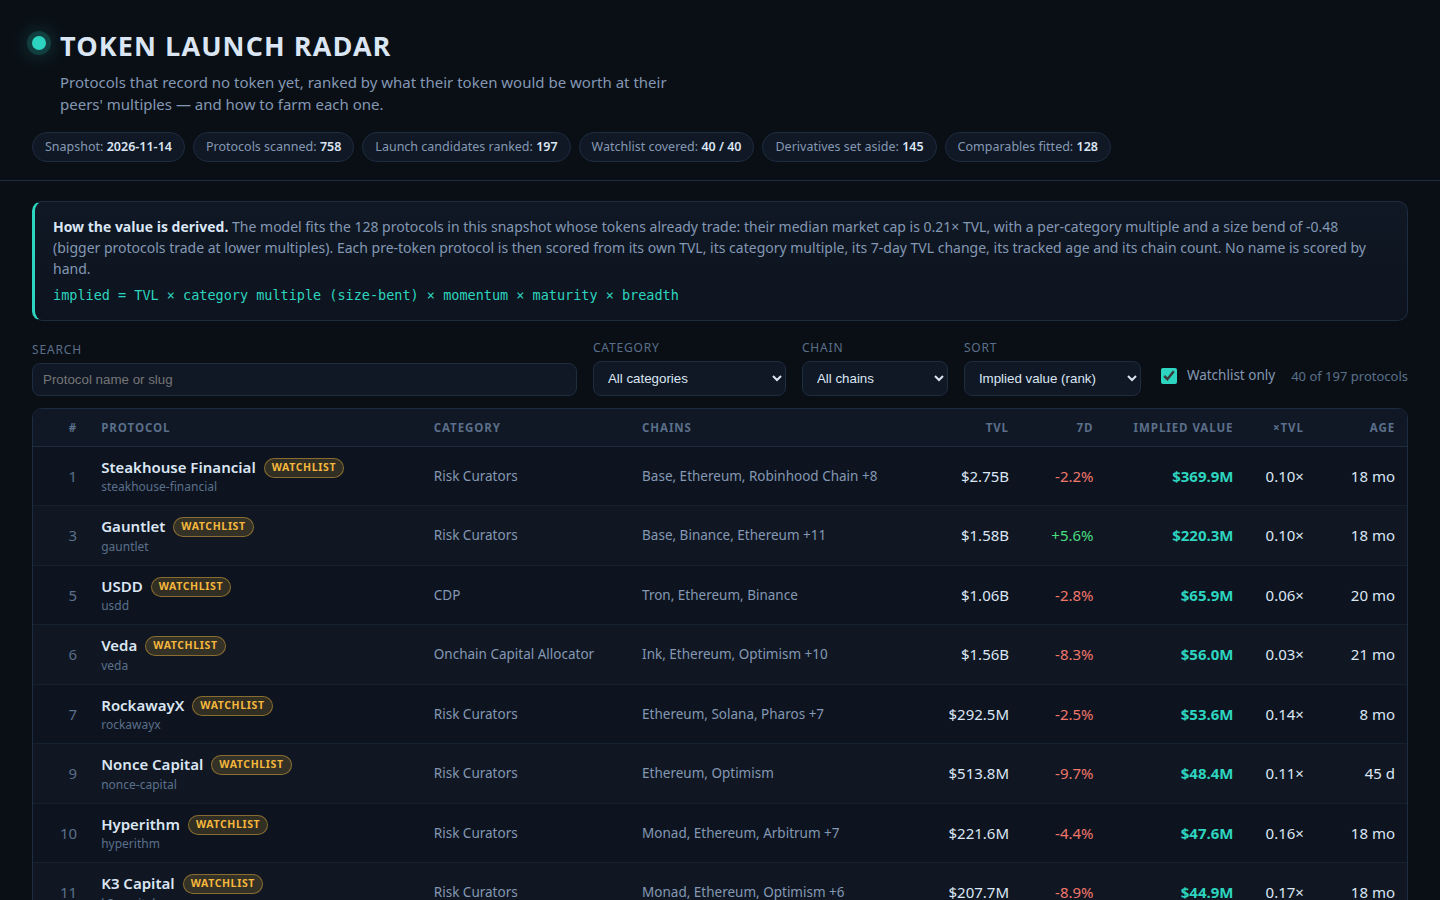 TOKEN LAUNCH RADAR
Protocols that record no token yet, ranked by what their token would be worth at their
peers' multiples — and how to farm each one.
Snapshot: 2026-11-14 Protocols scanned: 758 Launch candidates ranked: 197 Watchlist covered: 40 / 40 Derivatives set aside: 145 Comparables fitted: 128
How the value is derived. The model fits the 128 protocols in this snapshot whose tokens already trade: their median market cap is 0.21× TVL, with a per-category multiple and a size bend of -0.48
(bigger protocols trade at lower multiples). Each pre-token protocol is then scored from its own TVL, its category multiple, its 7-day TVL change, its tracked age and its chain count. No name is scored by
hand.
implied = TVL × category multiple (size-bent) × momentum × maturity × breadth
SEARCH CATEGORY CHAIN SORT
Protocol name or slug All categories All chains Implied value (rank) Watchlist only 40 of 197 protocols
# PROTOCOL CATEGORY CHAINS TVL 7D IMPLIED VALUE ×TVL AGE
1 Steakhouse Financial WATCHLIST Risk Curators Base, Ethereum, Robinhood Chain +8 $2.75B -2.2% $369.9M 0.10× 18 mo
steakhouse-financial
3 Gauntlet WATCHLIST Risk Curators Base, Binance, Ethereum +11 $1.58B +5.6% $220.3M 0.10× 18 mo
gauntlet
5 USDD WATCHLIST CDP Tron, Ethereum, Binance $1.06B -2.8% $65.9M 0.06× 20 mo
usdd
6 Veda WATCHLIST Onchain Capital Allocator Ink, Ethereum, Optimism +10 $1.56B -8.3% $56.0M 0.03× 21 mo
veda
7 RockawayX WATCHLIST Risk Curators Ethereum, Solana, Pharos +7 $292.5M -2.5% $53.6M 0.14× 8 mo
rockawayx
9 Nonce Capital WATCHLIST Risk Curators Ethereum, Optimism $513.8M -9.7% $48.4M 0.11× 45 d
nonce-capital
10 Hyperithm WATCHLIST Risk Curators Monad, Ethereum, Arbitrum +7 $221.6M -4.4% $47.6M 0.16× 18 mo
hyperithm
11 K3 Capital WATCHLIST Risk Curators Monad, Ethereum, Optimism +6 $207.7M -8.9% $44.9M 0.17× 18 mo